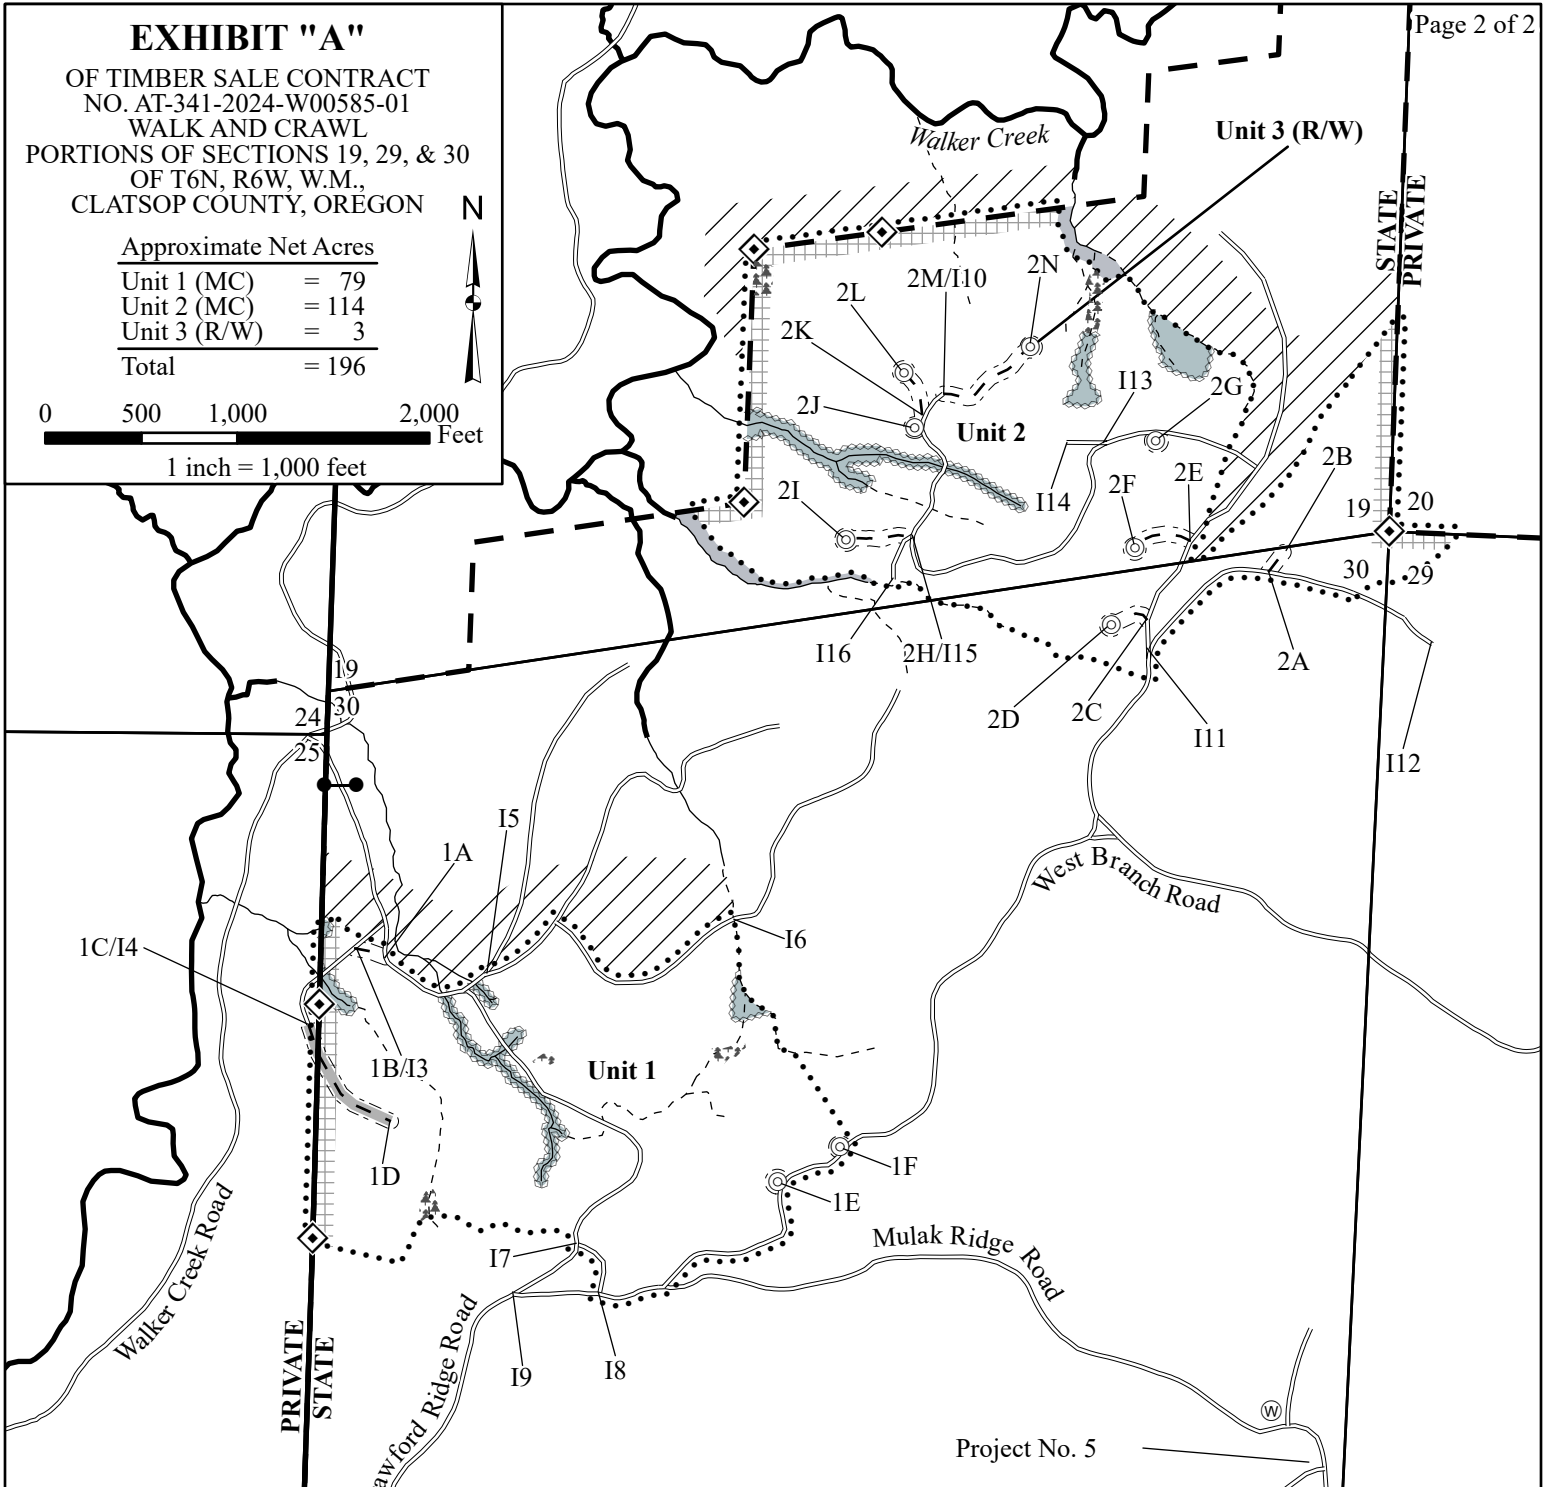 EXHIBIT "A"
OF TIMBER SALE CONTRACT
NO. AT-341-2024-W00585-01
WALK AND CRAWL
PORTIONS OF SECTIONS 19, 29, & 30
OF T6N, R6W, W.M.,
CLATSOP COUNTY, OREGON
N
Approximate Net Acres
Unit 1 (MC) = 79
Unit 2 (MC) = 114
Unit 3 (R/W) = 3
Total = 196
0 500 1,000 2,000
Feet
1 inch = 1,000 feet
Page 2 of 2
Walker Creek
Unit 3 (R/W)
STATE
PRIVATE
2N
2M/I10
2L
2K
I13
2G
2J
Unit 2
2B
2E
2F
I14
2I
19
20
30
29
I16
2H/I15
2A
2D
2C
I11
I12
19
30
24
25
I5
1A
West Branch Road
1C/I4
I6
1B/I3
Unit 1
1D
1F
1E
Walker Creek Road
I7
Mulak Ridge Road
PRIVATE
STATE
I9
I8
awford Ridge Road
W
Project No. 5